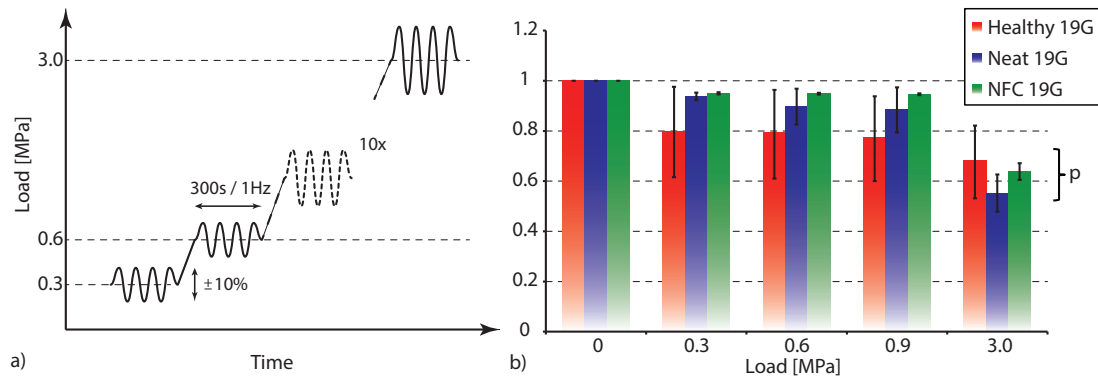 Load [MPa]
3.0
0.6
0.3
300s / 1Hz
±10%
10x
Time
a)
1.2
1
0.8
0.6
0.4
0.2
0
Healthy 19G
Neat 19G
NFC 19G
p
0 0.3 0.6 0.9 3.0
Load [MPa]
b)